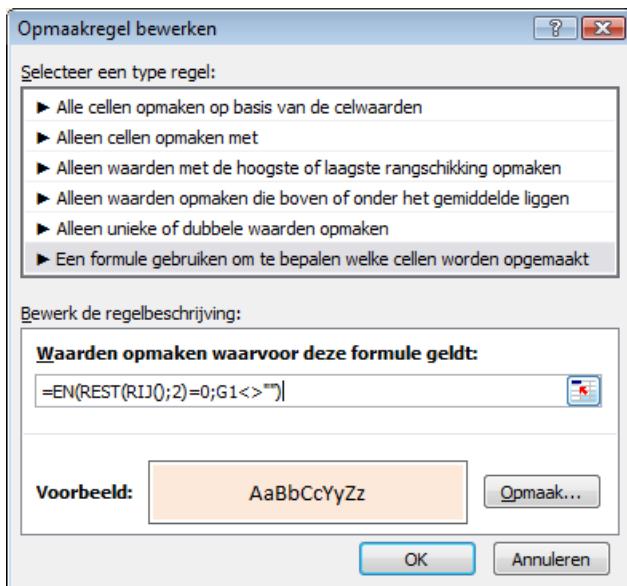 Opmaakregel bewerken
Selecteer een type regel:
► Alle cellen opmaken op basis van de celwaarden
► Alleen cellen opmaken met
► Alleen waarden met de hoogste of laagste rangschikking opmaken
► Alleen waarden opmaken die boven of onder het gemiddelde liggen
► Alleen unieke of dubbele waarden opmaken
► Een formule gebruiken om te bepalen welke cellen worden opgemaakt
Bewerk de regelbeschrijving:
Waarden opmaken waarvoor deze formule geldt:
=EN(REST(RIJ();2)=0;G1<>"")
Voorbeeld: AaBbCcYyZz Opmaak...
OK Annuleren